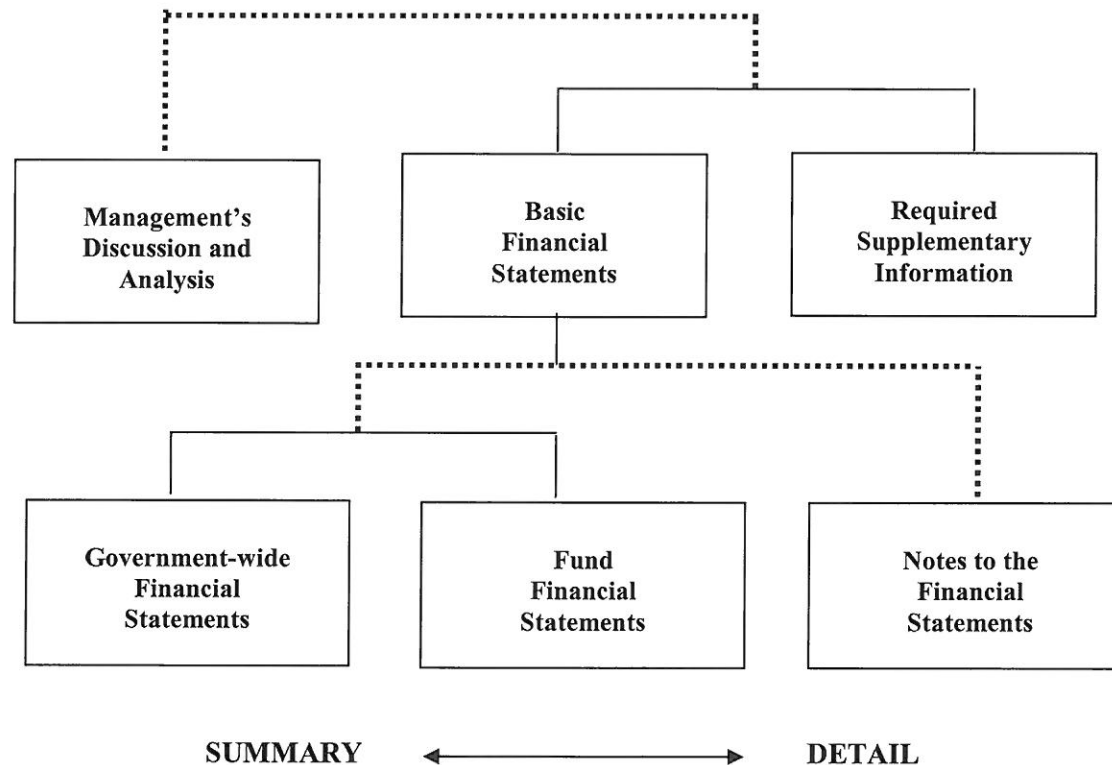 Management's
Discussion and
Analysis
Basic
Financial
Statements
Required
Supplementary
Information
Government-wide
Financial
Statements
Fund
Financial
Statements
Notes to the
Financial
Statements
SUMMARY
DETAIL